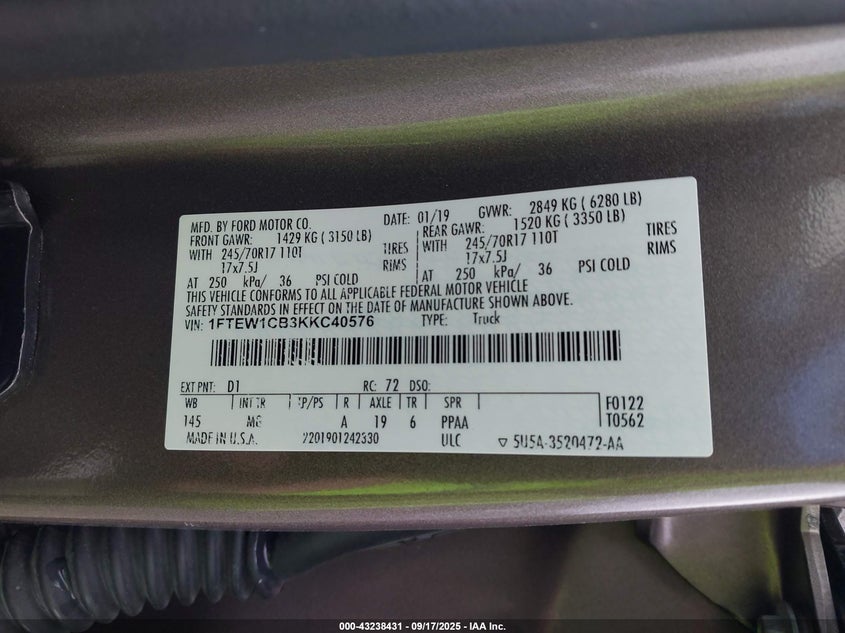 MFD. BY FORD MOTOR CO. DATE: 01/19 GVWR: 2849 KG ( 6280 LB)
FRONT GAWR: 1429 KG ( 3150 LB) REAR GAWR: 1520 KG ( 3350 LB)
WITH 245/70R17 110T TIRES WITH 245/70R17 110T TIRES
17x7.5J RIMS 17x7.5J RIMS
AT 250 kPa/ 36 PSI COLD AT 250 kPa/ 36 PSI COLD
THIS VEHICLE CONFORMS TO ALL APPLICABLE FEDERAL MOTOR VEHICLE
SAFETY STANDARDS IN EFFECT ON THE DATE OF MANUFACTURE SHOWN ABOVE.
VIN: 1FTEW1CB3KKC40576 TYPE: Truck
EXT PNT: D1 RC: 72 DSO:
WB INT TR TP/PS R AXLE TR SPR F0122
145 A 19 6 PPAA T0562
MADE IN U.S.A. ULC ▽ 5U5A-3520472-AA
000-43238431 - 09/17/2025 - IAA Inc.